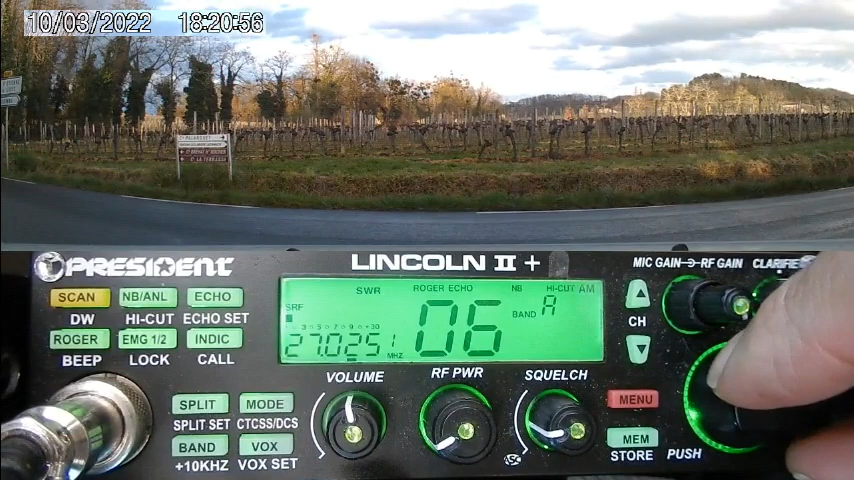 10/03/2022 18:20:56
PRESIDENT
LINCOLN II +
MIC GAIN RF GAIN CLARIFIE
SCAN NB/ANL ECHO
DW HI-CUT ECHO SET
ROGER EMG 1/2 INDIC
BEEP LOCK CALL
SWR ROGER ECHO NB HI-CUT AM
SRF
BAND A
06
27.0251 MHZ
CH
VOLUME RF PWR SQUELCH
SPLIT MODE
SPLIT SET CTCSS/DCS
BAND VOX
+10KHZ VOX SET
ASC
MENU
MEM
STORE PUSH